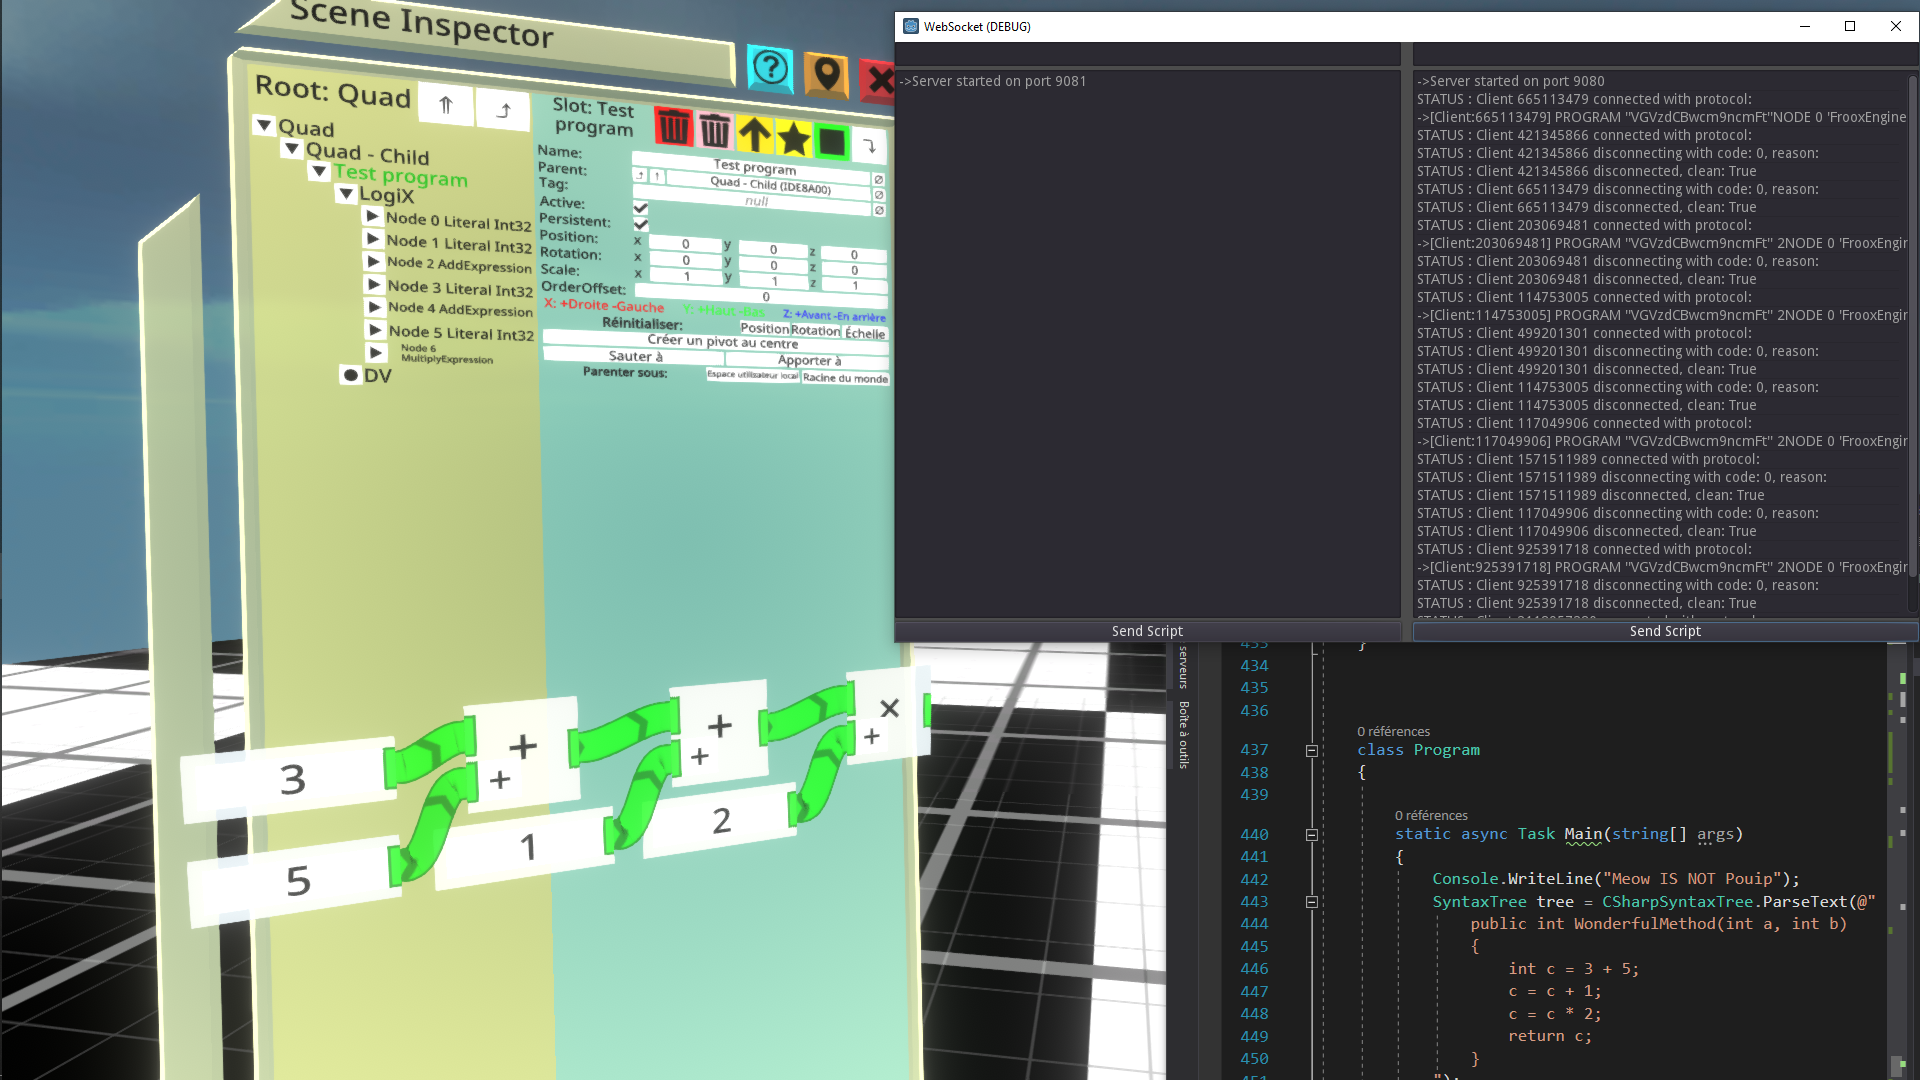 Scene Inspector
Root: Quad
Quad
Quad - Child
Test program
LogiX
Node 0 Literal Int32
Node 1 Literal Int32
Node 2 AddExpression
Node 3 Literal Int32
Node 4 AddExpression
Node 5 Literal Int32
Node 6
MultiplyExpression
DV
Slot: Test
program
Name: Test program
Parent: Quad - Child (IDE8A00)
Tag: null
Active:
Persistent:
Position: x 0 y 0 z 0
Rotation: x 0 y 0 z 0
Scale: x 1 y 1 z 1
OrderOffset: 0
X: +Droite -Gauche Y: +Haut -Bas Z: +Avant -En arrière
Réinitialiser: Position Rotation Échelle
Créer un pivot au centre
Sauter à Apporter à
Parenter sous: Espace utilisateur local Racine du monde
3
5
+
+
1
+
+
2
×
+
WebSocket (DEBUG)
->Server started on port 9081
Send Script
->Server started on port 9080
STATUS : Client 665113479 connected with protocol:
->[Client:665113479] PROGRAM "VGVzdCBwcm9ncmFt"NODE 0 'FrooxEngine
STATUS : Client 421345866 connected with protocol:
STATUS : Client 421345866 disconnecting with code: 0, reason:
STATUS : Client 421345866 disconnected, clean: True
STATUS : Client 665113479 disconnecting with code: 0, reason:
STATUS : Client 665113479 disconnected, clean: True
STATUS : Client 203069481 connected with protocol:
->[Client:203069481] PROGRAM "VGVzdCBwcm9ncmFt" 2NODE 0 'FrooxEngir
STATUS : Client 203069481 disconnecting with code: 0, reason:
STATUS : Client 203069481 disconnected, clean: True
STATUS : Client 114753005 connected with protocol:
->[Client:114753005] PROGRAM "VGVzdCBwcm9ncmFt" 2NODE 0 'FrooxEngir
STATUS : Client 499201301 connected with protocol:
STATUS : Client 499201301 disconnecting with code: 0, reason:
STATUS : Client 499201301 disconnected, clean: True
STATUS : Client 114753005 disconnecting with code: 0, reason:
STATUS : Client 114753005 disconnected, clean: True
STATUS : Client 117049906 connected with protocol:
->[Client:117049906] PROGRAM "VGVzdCBwcm9ncmFt" 2NODE 0 'FrooxEngir
STATUS : Client 1571511989 connected with protocol:
STATUS : Client 1571511989 disconnecting with code: 0, reason:
STATUS : Client 1571511989 disconnected, clean: True
STATUS : Client 117049906 disconnecting with code: 0, reason:
STATUS : Client 117049906 disconnected, clean: True
STATUS : Client 925391718 connected with protocol:
->[Client:925391718] PROGRAM "VGVzdCBwcm9ncmFt" 2NODE 0 'FrooxEngir
STATUS : Client 925391718 disconnecting with code: 0, reason:
STATUS : Client 925391718 disconnected, clean: True
Send Script
serveurs
Boîte à outils
433 }
434
435
436
0 références
437 class Program
438 {
439
0 références
440 static async Task Main(string[] args)
441 {
442 Console.WriteLine("Meow IS NOT Pouip");
443 SyntaxTree tree = CSharpSyntaxTree.ParseText(@"
444 public int WonderfulMethod(int a, int b)
445 {
446 int c = 3 + 5;
447 c = c + 1;
448 c = c * 2;
449 return c;
450 }
451 ");